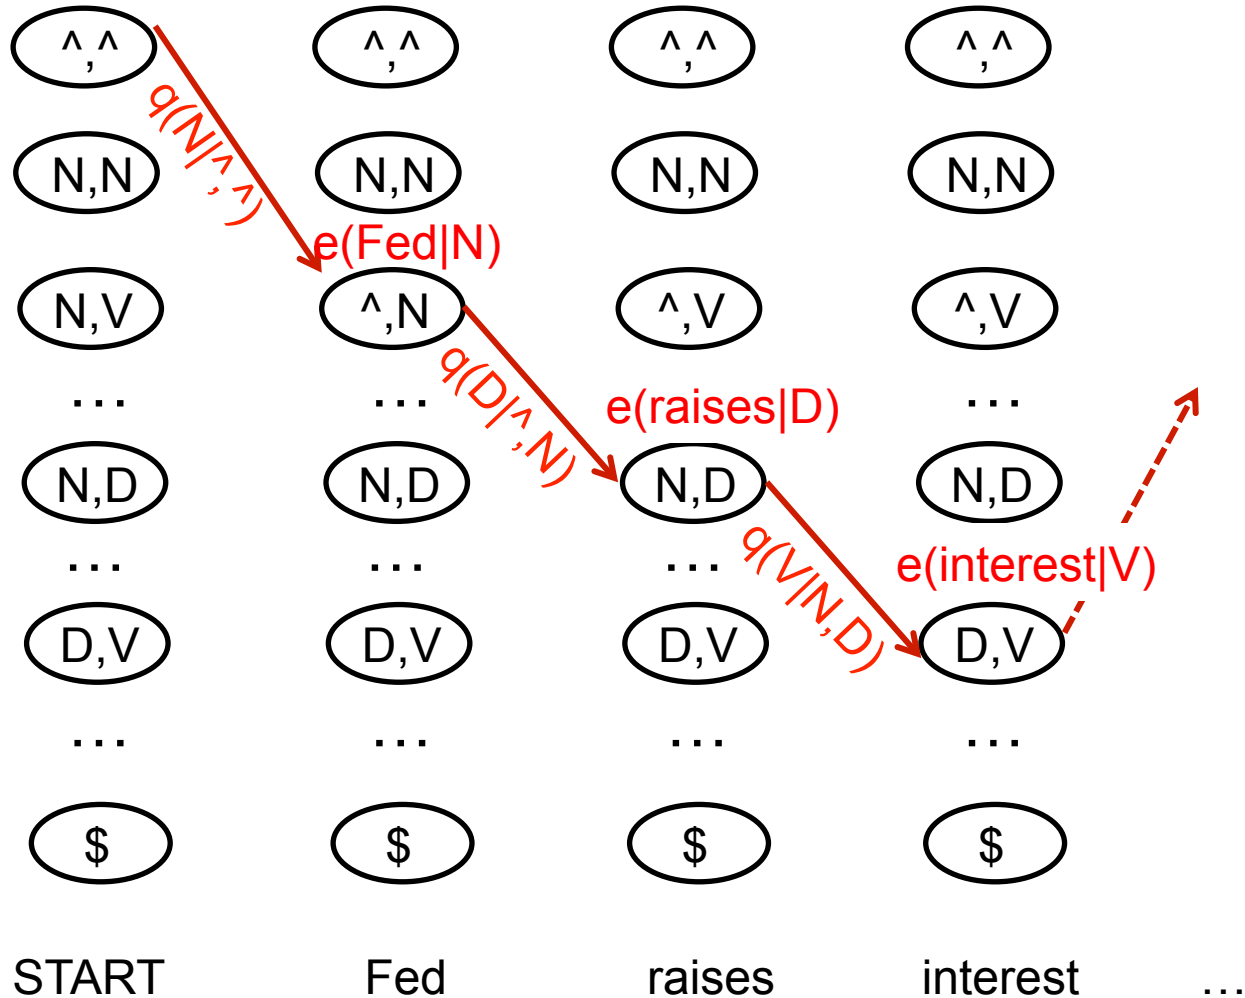 ^,^ ^,^ ^,^ ^,^
q(N|^,^)
N,N N,N N,N N,N
e(Fed|N)
N,V ^,N ^,V ^,V
q(D|^,N)
… … e(raises|D) …
N,D N,D N,D N,D
q(V|N,D)
… … … e(interest|V)
D,V D,V D,V D,V
… … … …
$ $ $ $
START Fed raises interest …